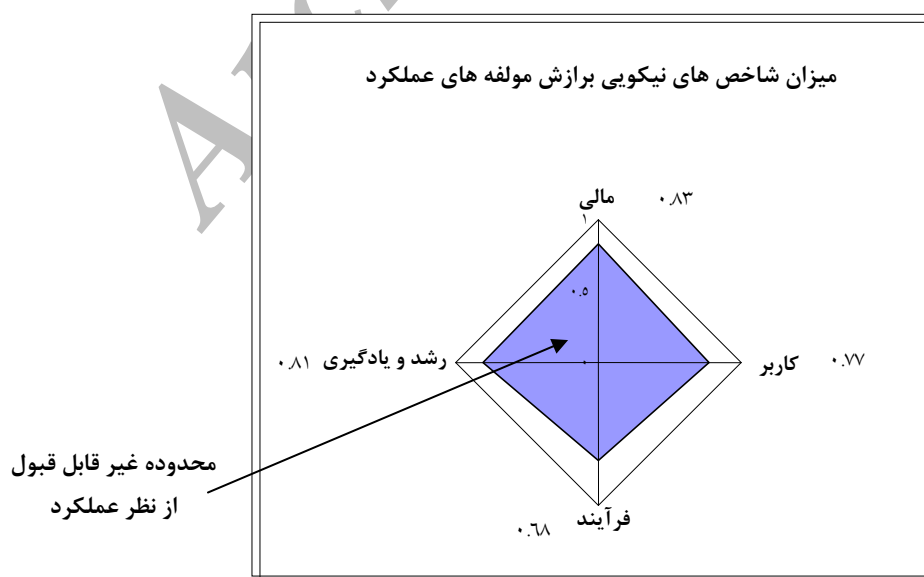 میزان شاخص های نیکویی برازش مولفه های عملکرد
مالی ۰.۸۳
۱
۰.۵
۰
کاربر ۰.۷۷
رشد و یادگیری ۰.۸۱
فرآیند ۰.۶۸
محدوده غیر قابل قبول
از نظر عملکرد